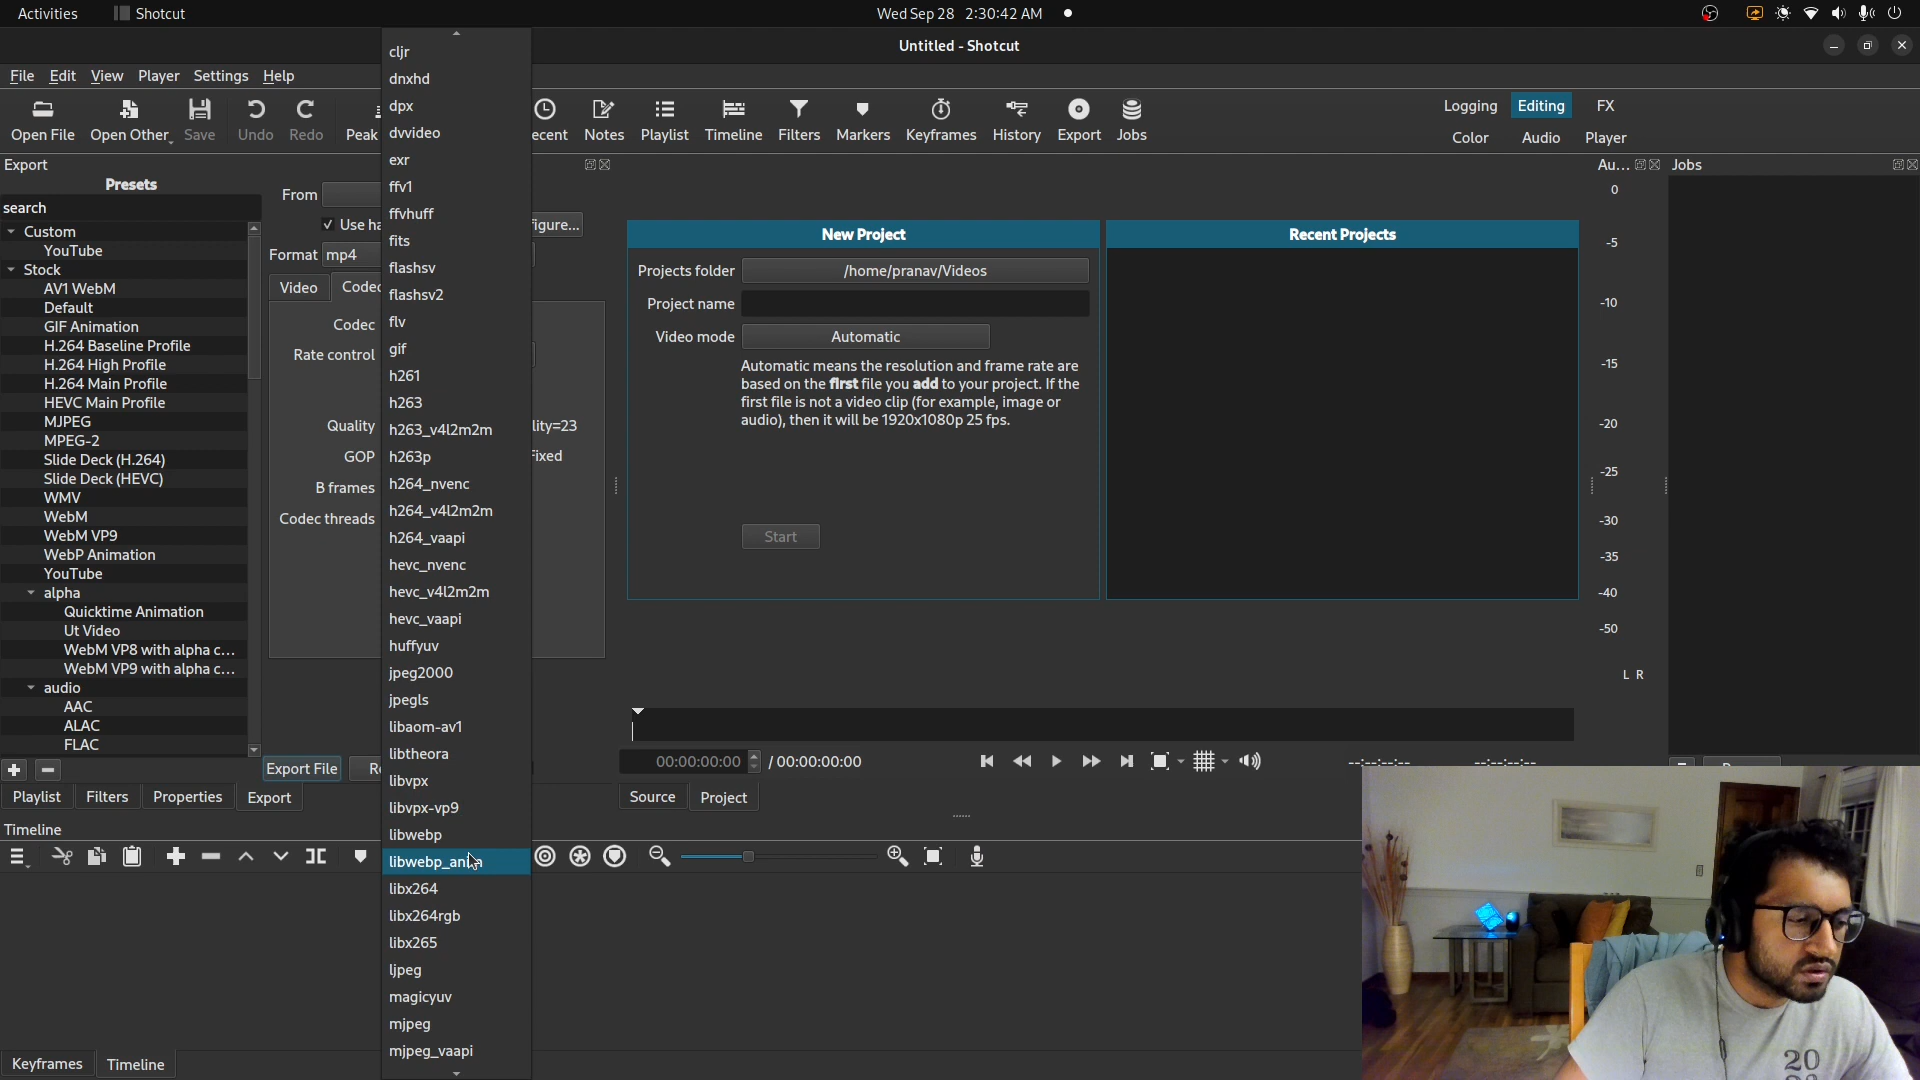 Activities
Shotcut
Wed Sep 28 2:30:42 AM
Untitled - Shotcut
File Edit View Player Settings Help
Open File
Open Other
Save
Undo
Redo
Peak
ecent
Notes
Playlist
Timeline
Filters
Markers
Keyframes
History
Export
Jobs
Logging Editing FX
Color Audio Player
Export
Presets
search
Custom
YouTube
Stock
AV1 WebM
Default
GIF Animation
H.264 Baseline Profile
H.264 High Profile
H.264 Main Profile
HEVC Main Profile
MJPEG
MPEG-2
Slide Deck (H.264)
Slide Deck (HEVC)
WMV
WebM
WebM VP9
WebP Animation
YouTube
alpha
Quicktime Animation
Ut Video
WebM VP8 with alpha c...
WebM VP9 with alpha c...
audio
AAC
ALAC
FLAC
From
Use ha
igure...
Format mp4
Video
Codec
Codec
Rate control
Quality
lity=23
GOP
Fixed
B frames
Codec threads
Export File
Re
cljr
dnxhd
dpx
dvvideo
exr
ffv1
ffvhuff
fits
flashsv
flashsv2
flv
gif
h261
h263
h263_v4l2m2m
h263p
h264_nvenc
h264_v4l2m2m
h264_vaapi
hevc_nvenc
hevc_v4l2m2m
hevc_vaapi
huffyuv
jpeg2000
jpegls
libaom-av1
libtheora
libvpx
libvpx-vp9
libwebp
libwebp_anim
libx264
libx264rgb
libx265
ljpeg
magicyuv
mjpeg
mjpeg_vaapi
New Project
Projects folder /home/pranav/Videos
Project name
Video mode Automatic
Automatic means the resolution and frame rate are
based on the first file you add to your project. If the
first file is not a video clip (for example, image or
audio), then it will be 1920x1080p 25 fps.
Start
Recent Projects
Au...
0
-5
-10
-15
-20
-25
-30
-35
-40
-50
L R
Jobs
00:00:00:00 / 00:00:00:00
--:--:--:--
--:--:--:--
Source Project
Playlist Filters Properties Export
Timeline
Keyframes Timeline
20